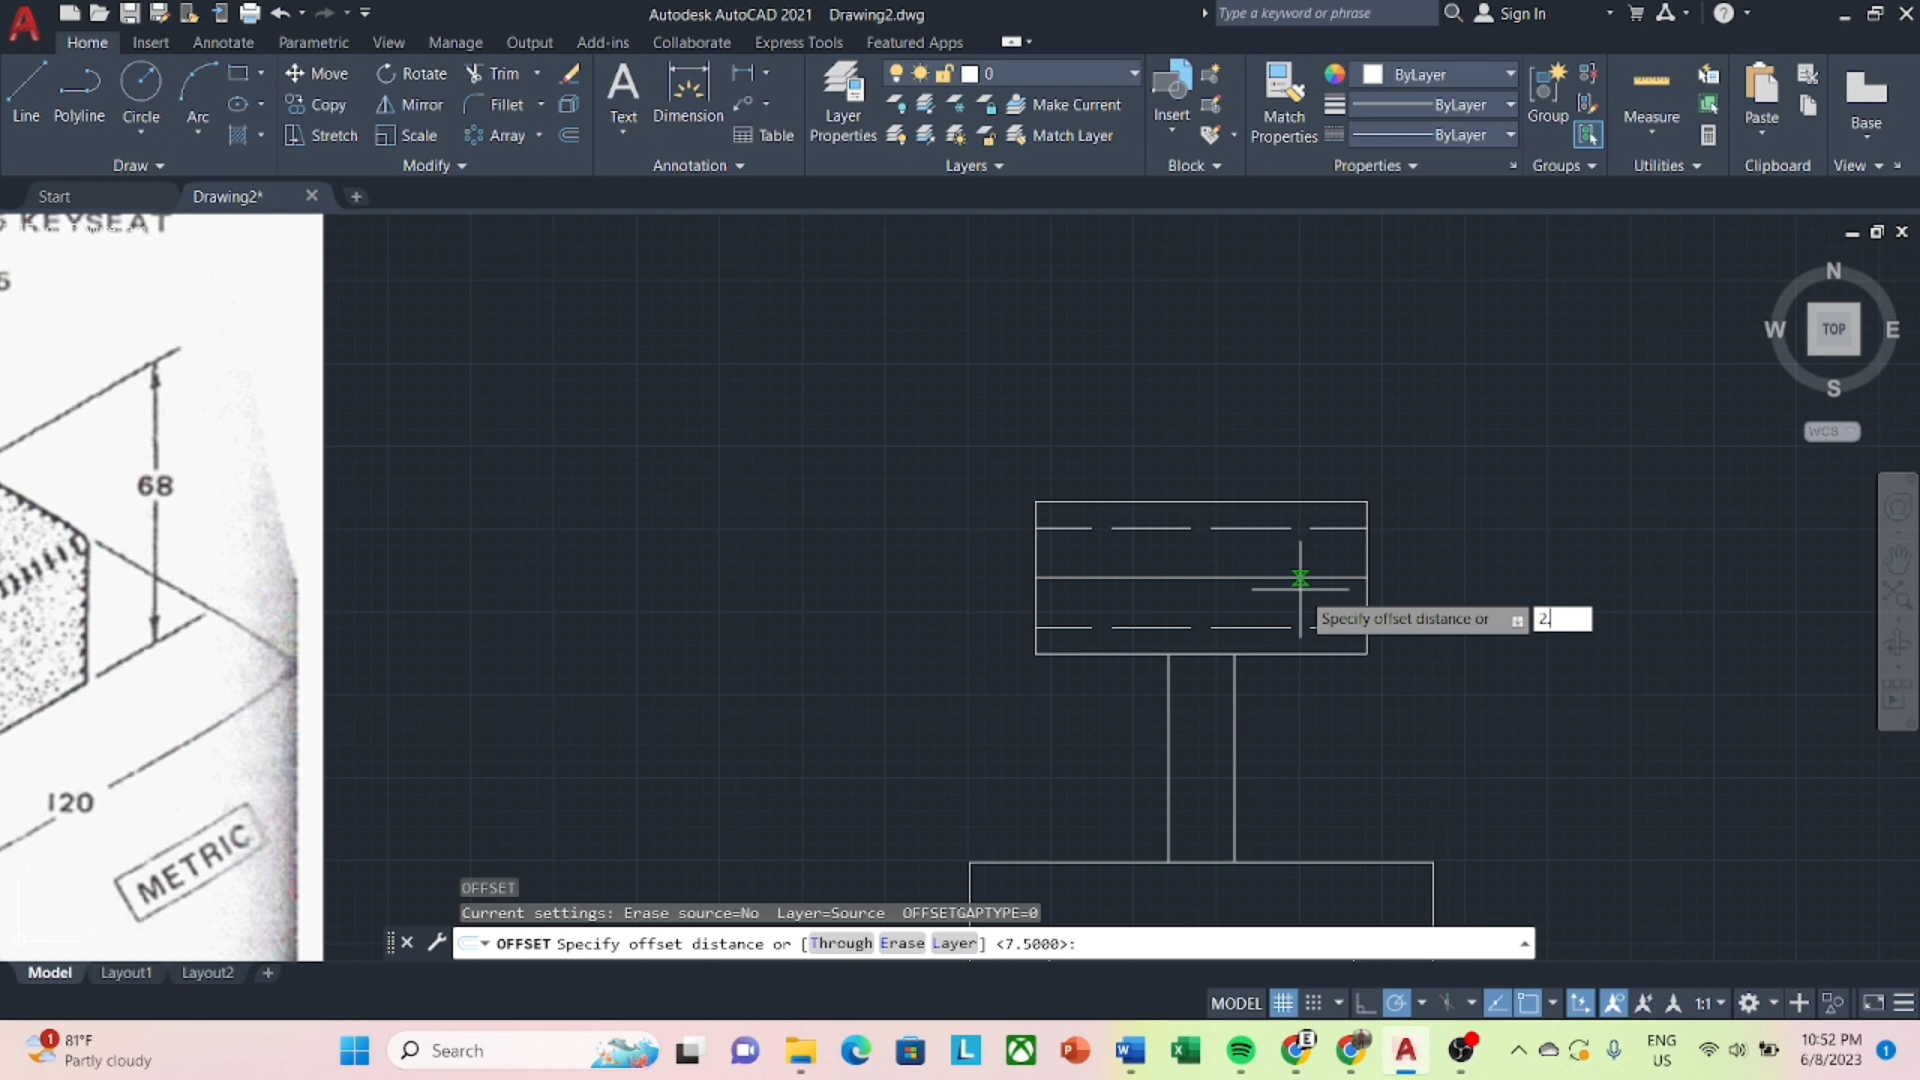 Autodesk AutoCAD 2021 Drawing2.dwg
Type a keyword or phrase
Sign In
Home Insert Annotate Parametric View Manage Output Add-ins Collaborate Express Tools Featured Apps
Line
Polyline
Circle
Arc
Draw
Move Rotate Trim
Copy Mirror Fillet
Stretch Scale Array
Modify
Text
Dimension
Table
Annotation
Layer Properties
0
Make Current
Match Layer
Layers
Insert
Block
Match Properties
ByLayer
ByLayer
ByLayer
Properties
Group
Groups
Measure
Utilities
Paste
Clipboard
Base
View
Start
Drawing2*
KEYSEAT
5
68
120
METRIC
N
W TOP E
S
WCS
Specify offset distance or 2.
OFFSET
Current settings: Erase source=No Layer=Source OFFSETGAPTYPE=0
OFFSET Specify offset distance or [Through Erase Layer] <7.5000>:
Model Layout1 Layout2
MODEL
1:1
1
81°F
Partly cloudy
Search
ENG
US
10:52 PM
6/8/2023
1